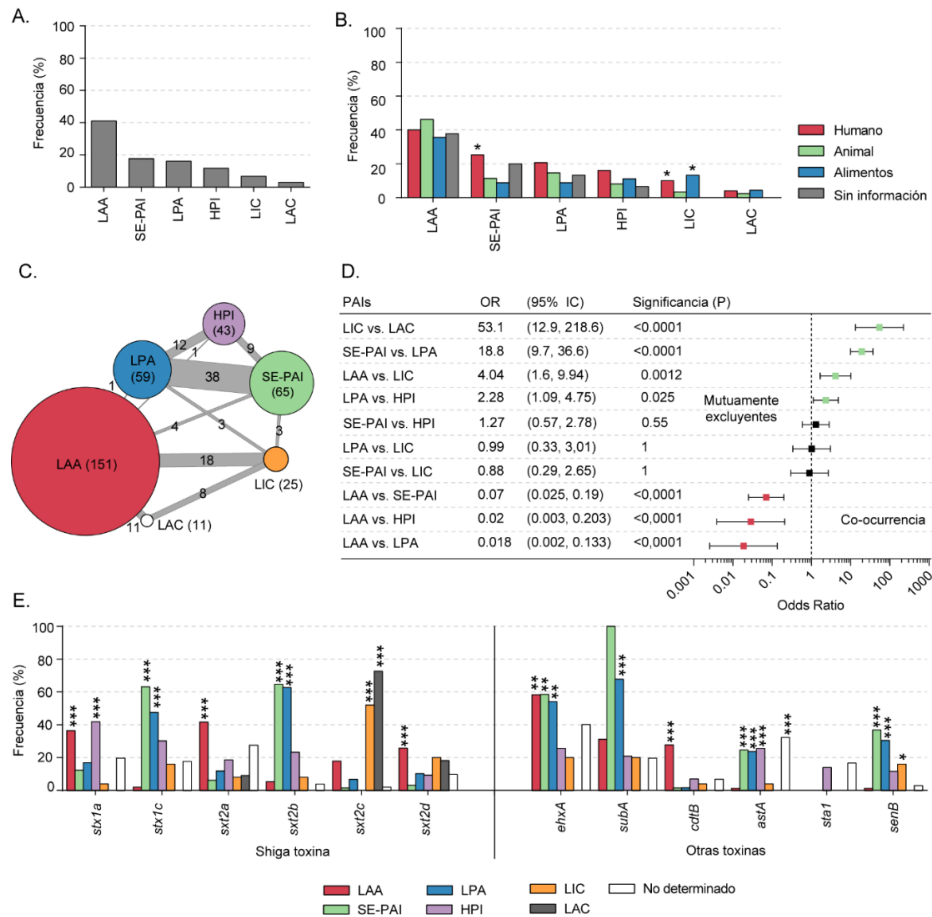 A.
Frecuencia (%)
100
80
60
40
20
0
LAA
SE-PAI
LPA
HPI
LIC
LAC
B.
Frecuencia (%)
100
80
60
40
20
0
*
* *
LAA
SE-PAI
LPA
HPI
LIC
LAC
Humano
Animal
Alimentos
Sin información
C.
HPI
(43)
12
1
9
LPA
(59)
38
SE-PAI
(65)
1
4
3
3
LAA (151)
18
LIC (25)
8
11
LAC (11)
D.
PAIs OR (95% IC) Significancia (P)
LIC vs. LAC 53.1 (12.9, 218.6) <0.0001
SE-PAI vs. LPA 18.8 (9.7, 36.6) <0.0001
LAA vs. LIC 4.04 (1.6, 9.94) 0.0012
LPA vs. HPI 2.28 (1.09, 4.75) 0.025
Mutuamente
excluyentes
SE-PAI vs. HPI 1.27 (0.57, 2.78) 0.55
LPA vs. LIC 0.99 (0.33, 3,01) 1
SE-PAI vs. LIC 0.88 (0.29, 2.65) 1
LAA vs. SE-PAI 0.07 (0.025, 0.19) <0,0001
LAA vs. HPI 0.02 (0.003, 0.203) <0,0001 Co-ocurrencia
LAA vs. LPA 0.018 (0.002, 0.133) <0,0001
0.001 0.01 0.1 1 10 100 1000
Odds Ratio
E.
Frecuencia (%)
100
80
60
40
20
0
*** *** *** *** *** *** *** *** *** *** ** ** ** *** *** *** *** *** *** *** *** *
stx1a
stx1c
sxt2a
sxt2b
sxt2c
sxt2d
ehxA
subA
cdtB
astA
sta1
senB
Shiga toxina
Otras toxinas
LAA LPA LIC No determinado
SE-PAI HPI LAC